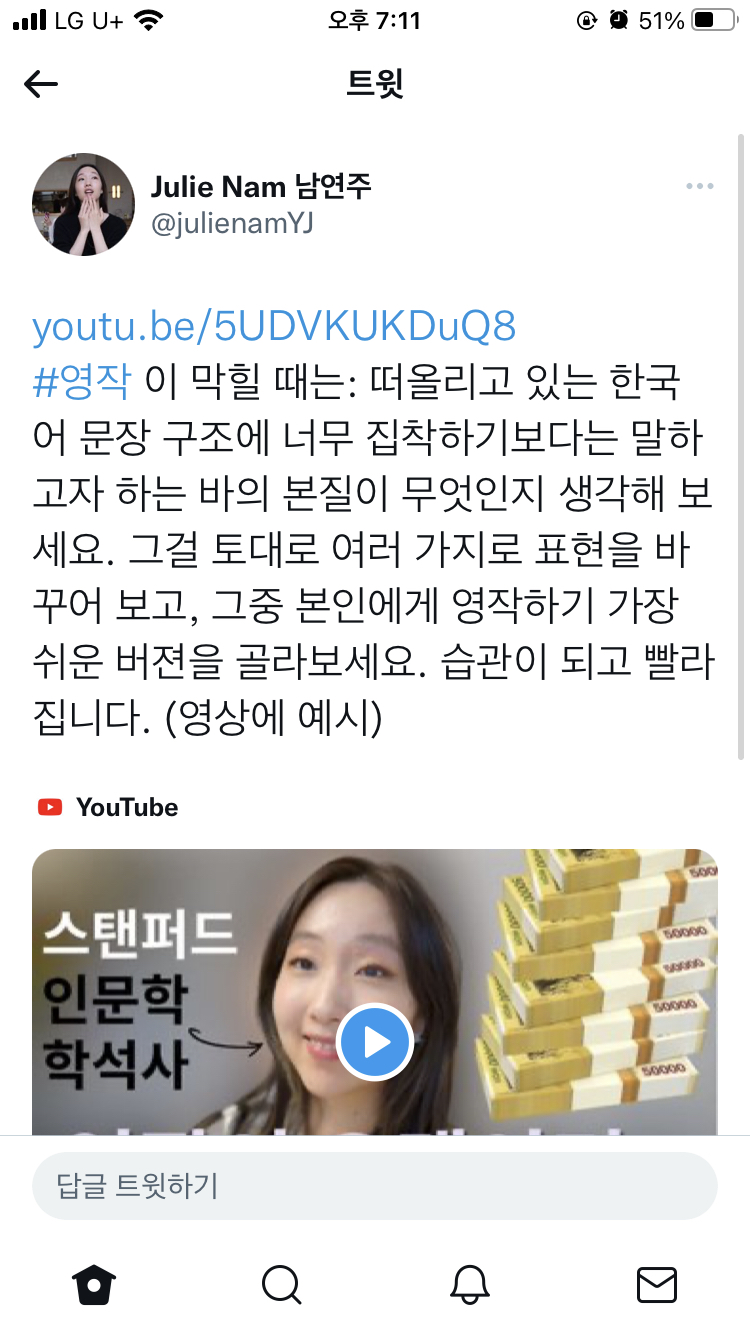 LG U+ 오후 7:11 51%
트윗
Julie Nam 남연주
@julienamYJ
youtu.be/5UDVKUKDuQ8
#영작 이 막힐 때는: 떠올리고 있는 한국
어 문장 구조에 너무 집착하기보다는 말하
고자 하는 바의 본질이 무엇인지 생각해 보
세요. 그걸 토대로 여러 가지로 표현을 바
꾸어 보고, 그중 본인에게 영작하기 가장
쉬운 버젼을 골라보세요. 습관이 되고 빨라
집니다. (영상에 예시)
YouTube
스탠퍼드
인문학
학석사
50000
50000
50000
50000
답글 트윗하기